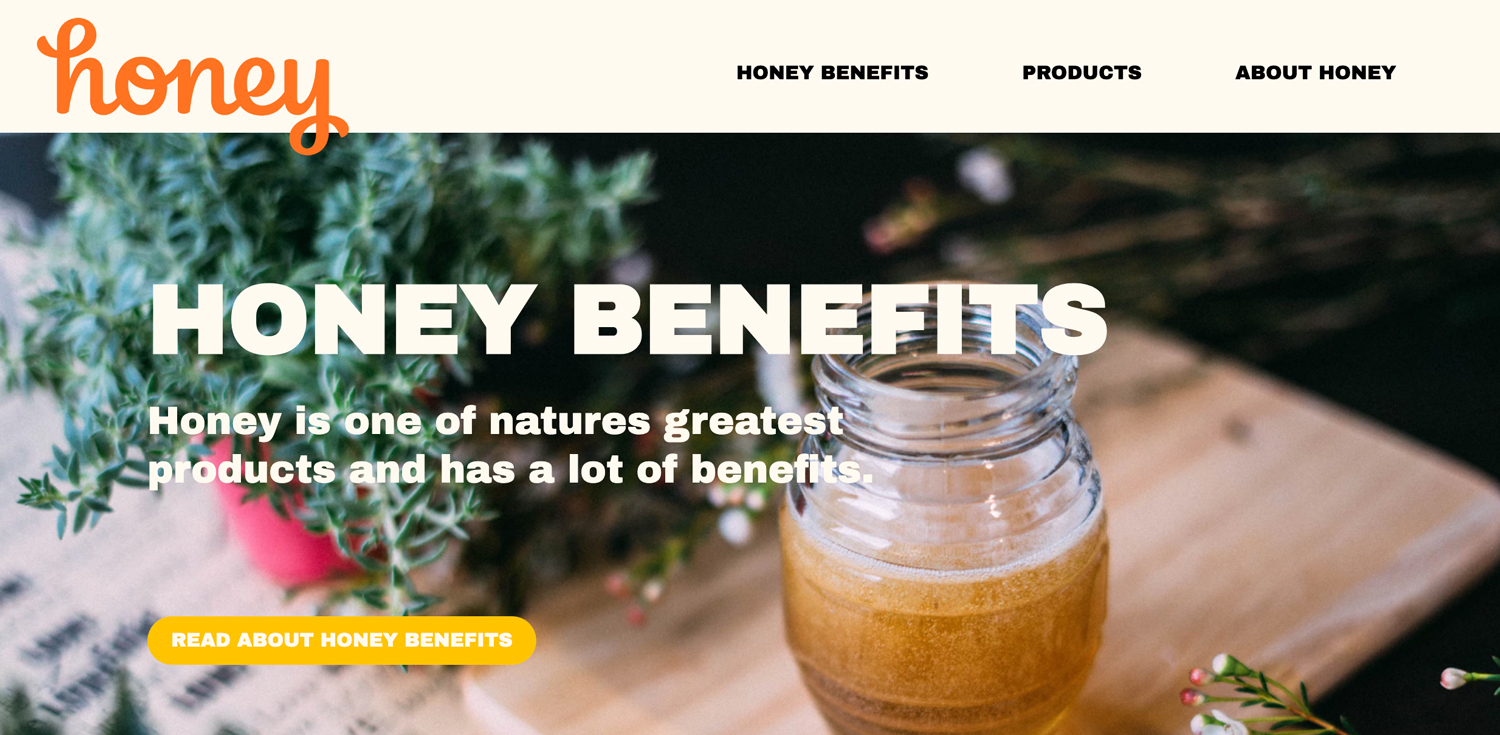 honey
HONEY BENEFITS
PRODUCTS
ABOUT HONEY
HONEY BENEFITS
Honey is one of natures greatest
products and has a lot of benefits.
READ ABOUT HONEY BENEFITS